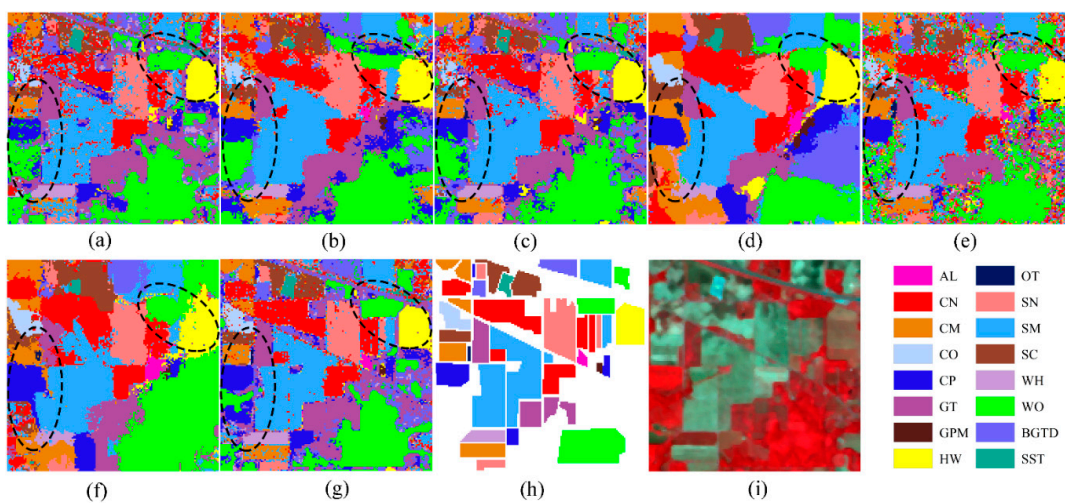 (a) (b) (c) (d) (e)
(f) (g) (h) (i)
AL OT
CN SN
CM SM
CO SC
CP WH
GT WO
GPM BGTD
HW SST